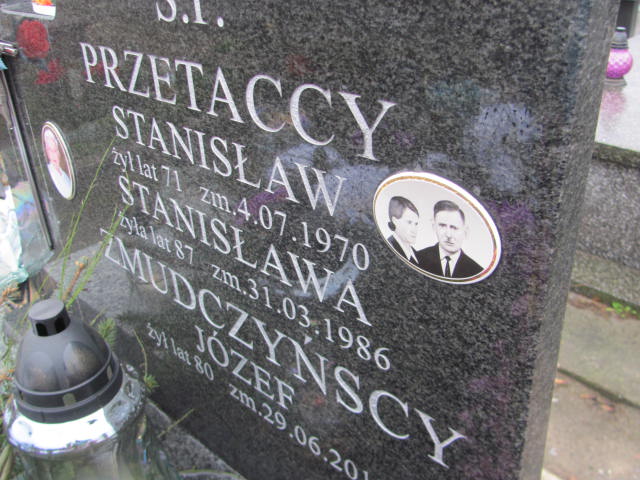 Ś.P.
PRZETACCY
STANISŁAW
żył lat 71 zm.4.07.1970
STANISŁAWA
żyła lat 87 zm.31.03.1986
ŻMUDCZYŃSCY
JÓZEF
żył lat 80 zm.29.06.201